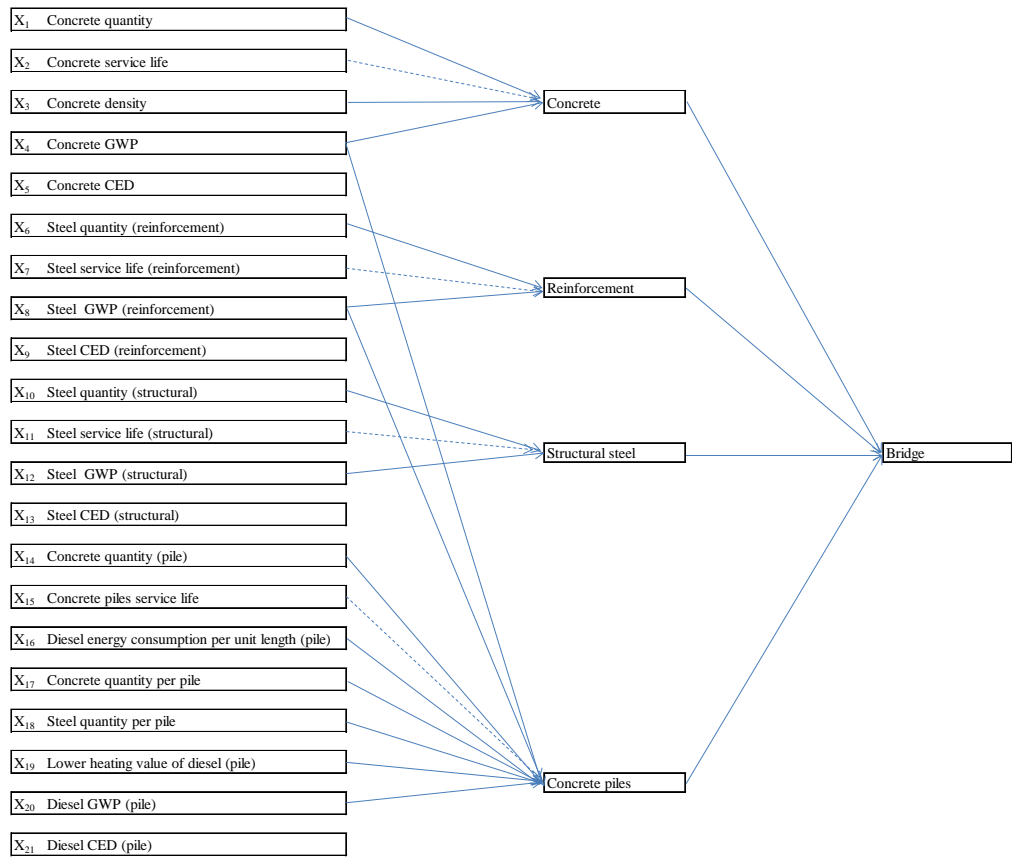 X1 Concrete quantity
X2 Concrete service life
X3 Concrete density
X4 Concrete GWP
X5 Concrete CED
X6 Steel quantity (reinforcement)
X7 Steel service life (reinforcement)
X8 Steel GWP (reinforcement)
X9 Steel CED (reinforcement)
X10 Steel quantity (structural)
X11 Steel service life (structural)
X12 Steel GWP (structural)
X13 Steel CED (structural)
X14 Concrete quantity (pile)
X15 Concrete piles service life
X16 Diesel energy consumption per unit length (pile)
X17 Concrete quantity per pile
X18 Steel quantity per pile
X19 Lower heating value of diesel (pile)
X20 Diesel GWP (pile)
X21 Diesel CED (pile)
Concrete
Reinforcement
Structural steel
Concrete piles
Bridge